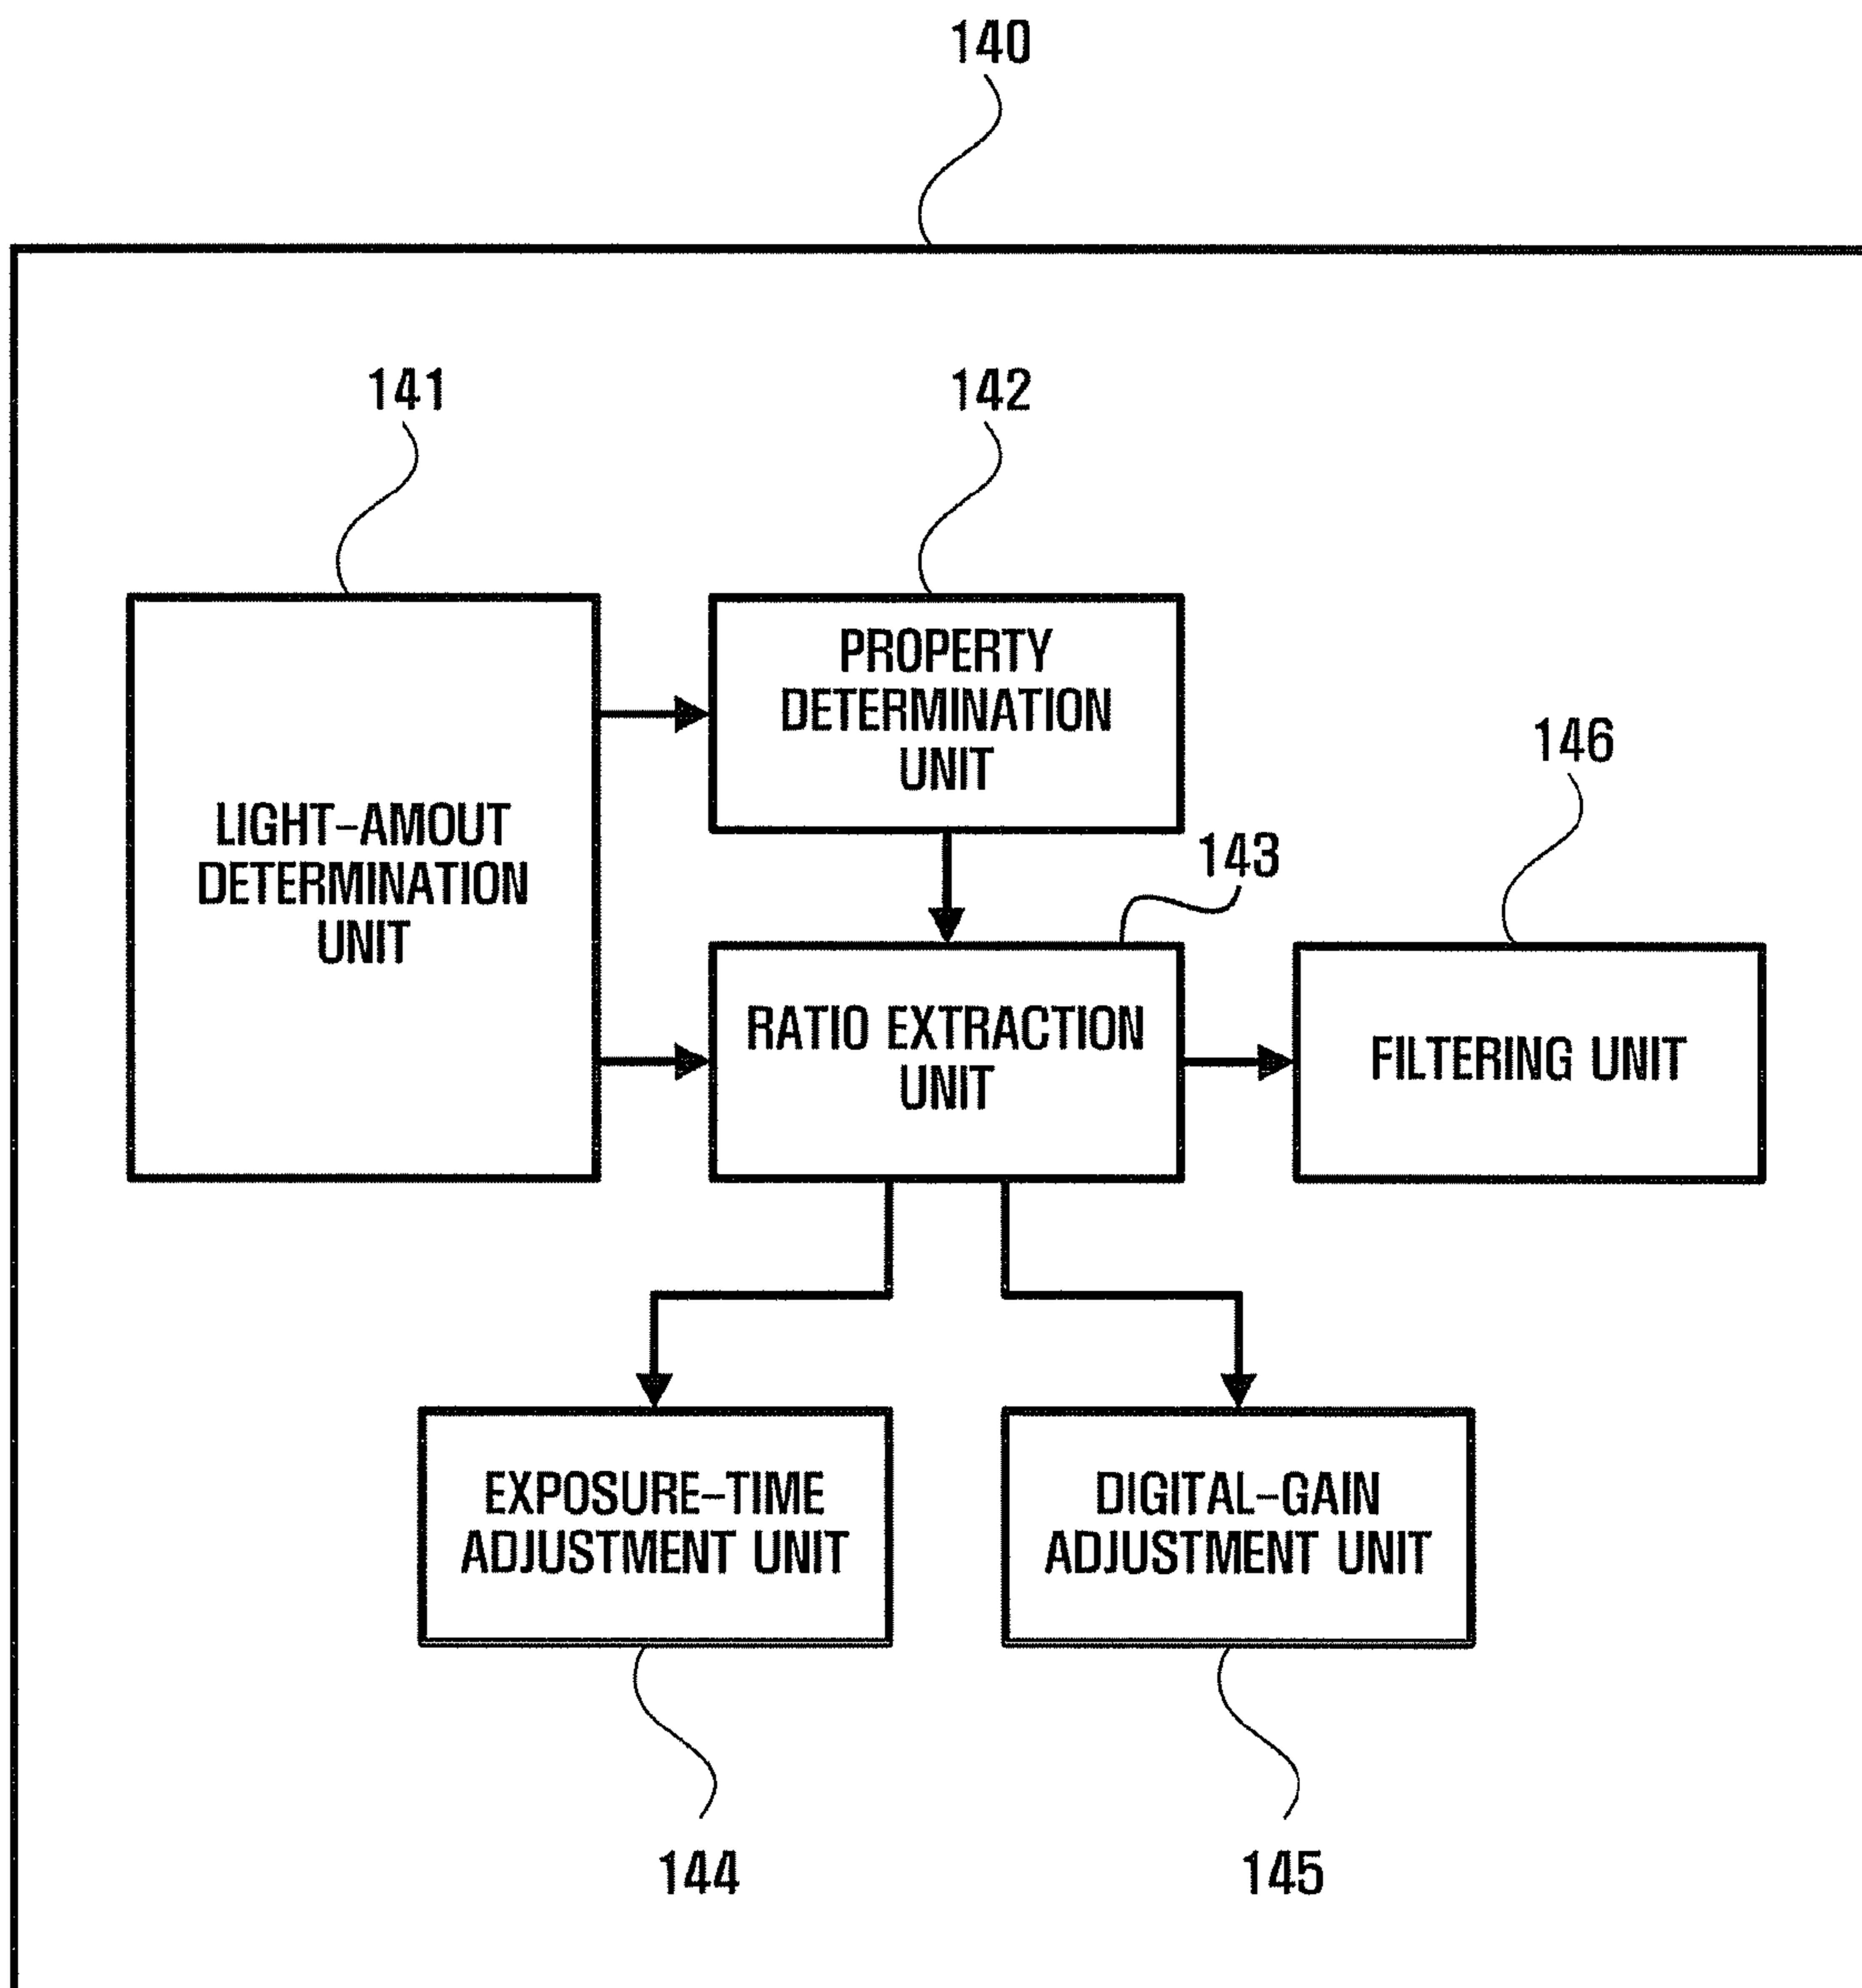 140
141
142
146
143
LIGHT-AMOUT
DETERMINATION
UNIT
PROPERTY
DETERMINATION
UNIT
RATIO EXTRACTION
UNIT
FILTERING UNIT
EXPOSURE-TIME
ADJUSTMENT UNIT
DIGITAL-GAIN
ADJUSTMENT UNIT
144
145